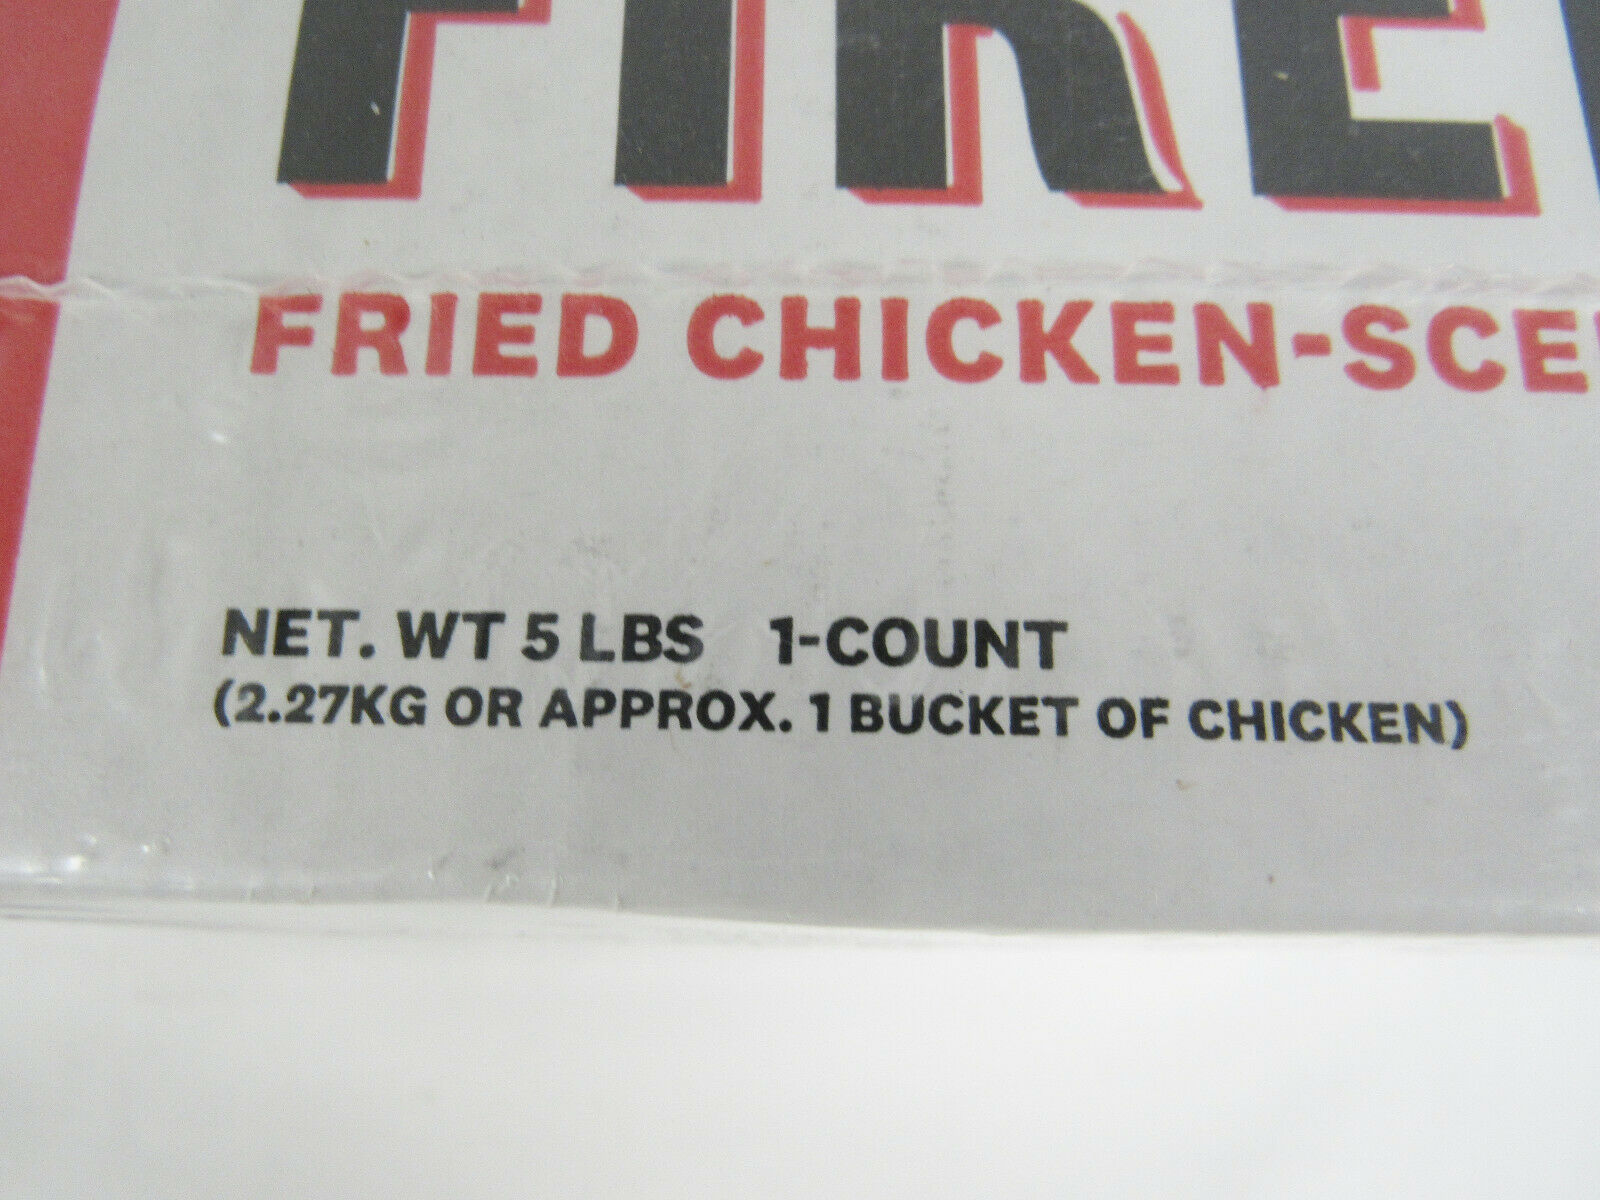 FIRE
FRIED CHICKEN-SCE
NET. WT 5 LBS 1-COUNT
(2.27KG OR APPROX. 1 BUCKET OF CHICKEN)